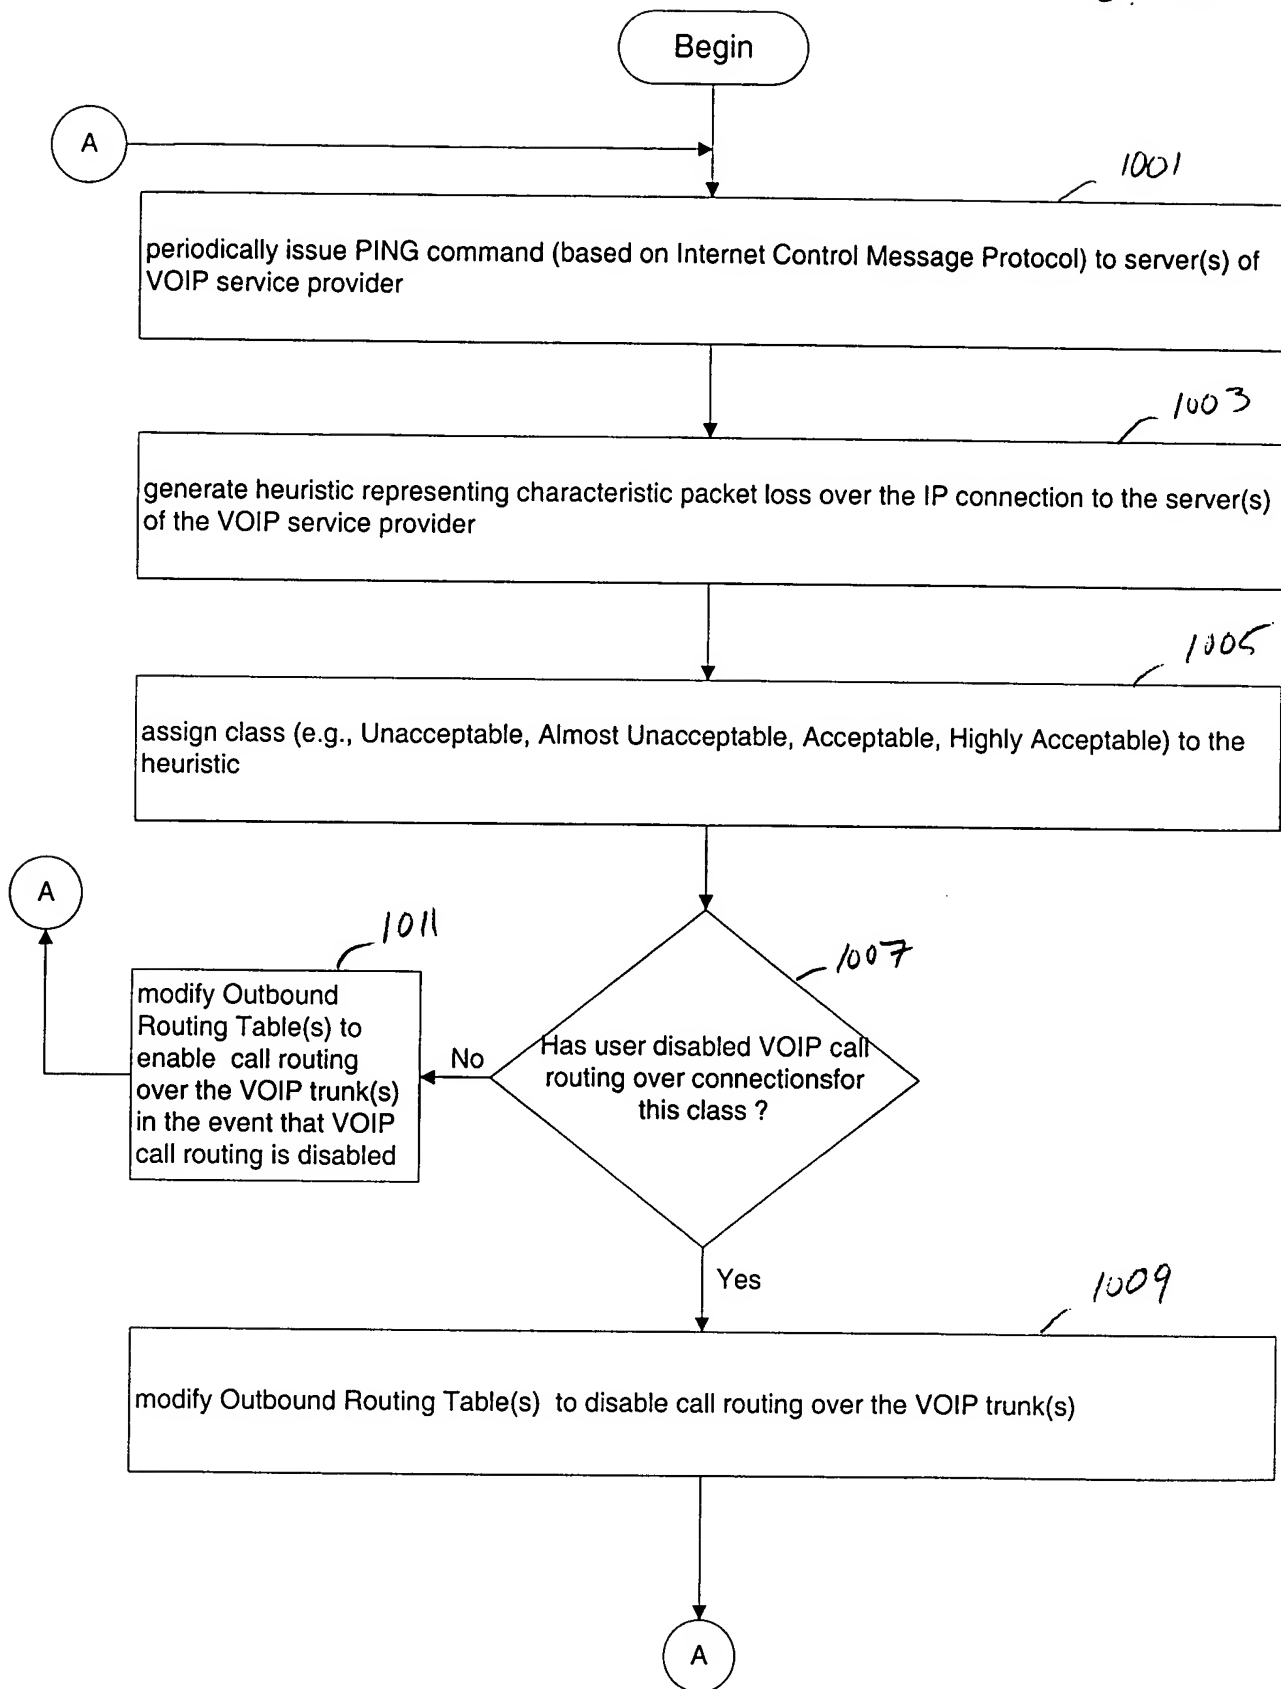 Begin
A
1001
periodically issue PING command (based on Internet Control Message Protocol) to server(s) of
VOIP service provider
1003
generate heuristic representing characteristic packet loss over the IP connection to the server(s)
of the VOIP service provider
1005
assign class (e.g., Unacceptable, Almost Unacceptable, Acceptable, Highly Acceptable) to the
heuristic
A
1011
modify Outbound
Routing Table(s) to
enable call routing
over the VOIP trunk(s)
in the event that VOIP
call routing is disabled
No
1007
Has user disabled VOIP call
routing over connectionsfor
this class ?
Yes
1009
modify Outbound Routing Table(s) to disable call routing over the VOIP trunk(s)
A